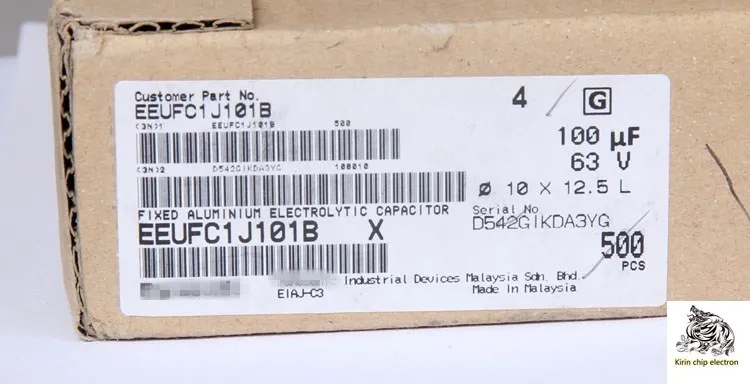 Customer Part No.
EEUFC1J101B
4 G
(3N)1 EEUFC1J101B 500
100 µF
63 V
(3N)2 D542GIKDA3YG 108010
ø 10 X 12.5 L
FIXED ALUMINIUM ELECTROLYTIC CAPACITOR
Serial No
D542GIKDA3YG
EEUFC1J101B X
500
PCS
Industrial Devices Malaysia Sdn. Bhd.
EIAJ-C3
Made In Malaysia
Kirin chip electron